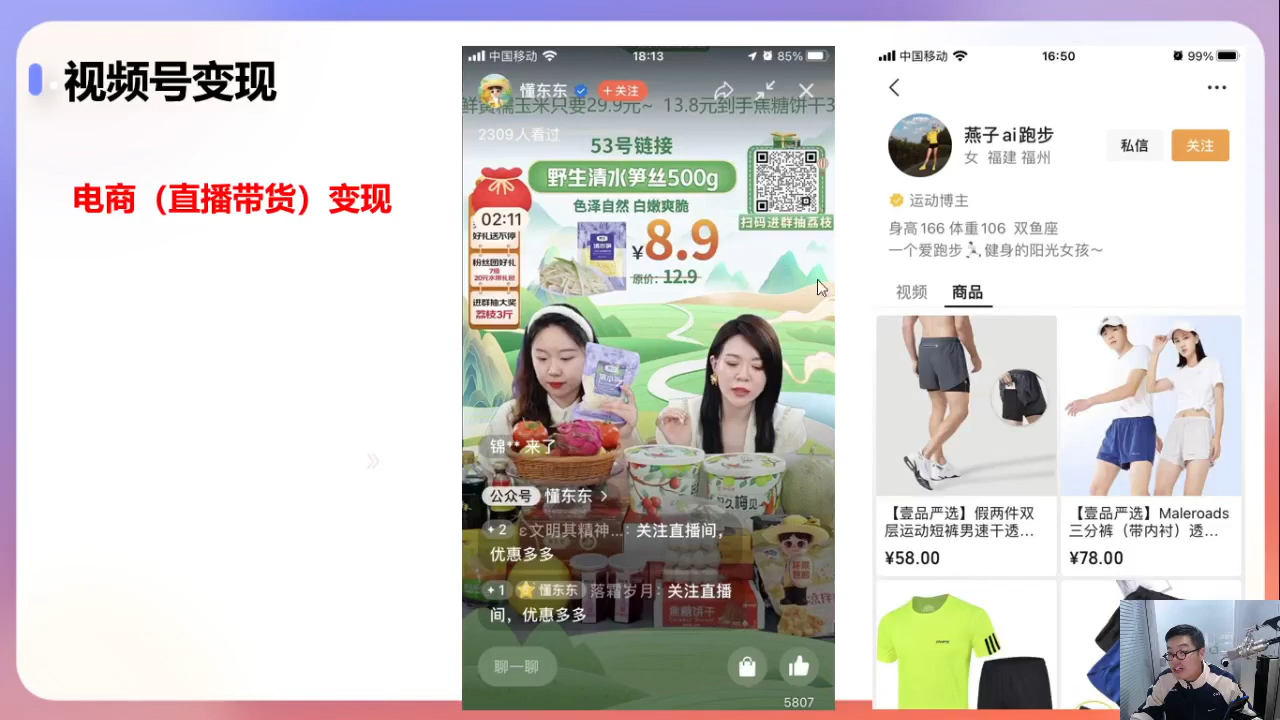 视频号变现
电商（直播带货）变现
中国移动
18:13
85%
懂东东
+关注
糯玉米只要29.9元~ 13.8元到手焦糖饼干3
2309人看过
53号链接
野生清水笋丝500g
色泽自然 白嫩爽脆
¥8.9
原价：12.9
扫码进群抽荔枝
02:11
好礼送不停
粉丝团好礼
进群抽大奖
荔枝3斤
锦** 来了
公众号 懂东东 >
+2 ε文明其精神...：关注直播间，
优惠多多
+1 懂东东 落霜岁月：关注直播
间，优惠多多
焦糖饼干
聊一聊
5807
中国移动
16:50
99%
燕子ai跑步
女 福建 福州
私信
关注
运动博主
身高166 体重106 双鱼座
一个爱跑步,健身的阳光女孩～
视频
商品
【壹品严选】假两件双
层运动短裤男速干透...
¥58.00
【壹品严选】Maleroads
三分裤（带内衬）透...
¥78.00